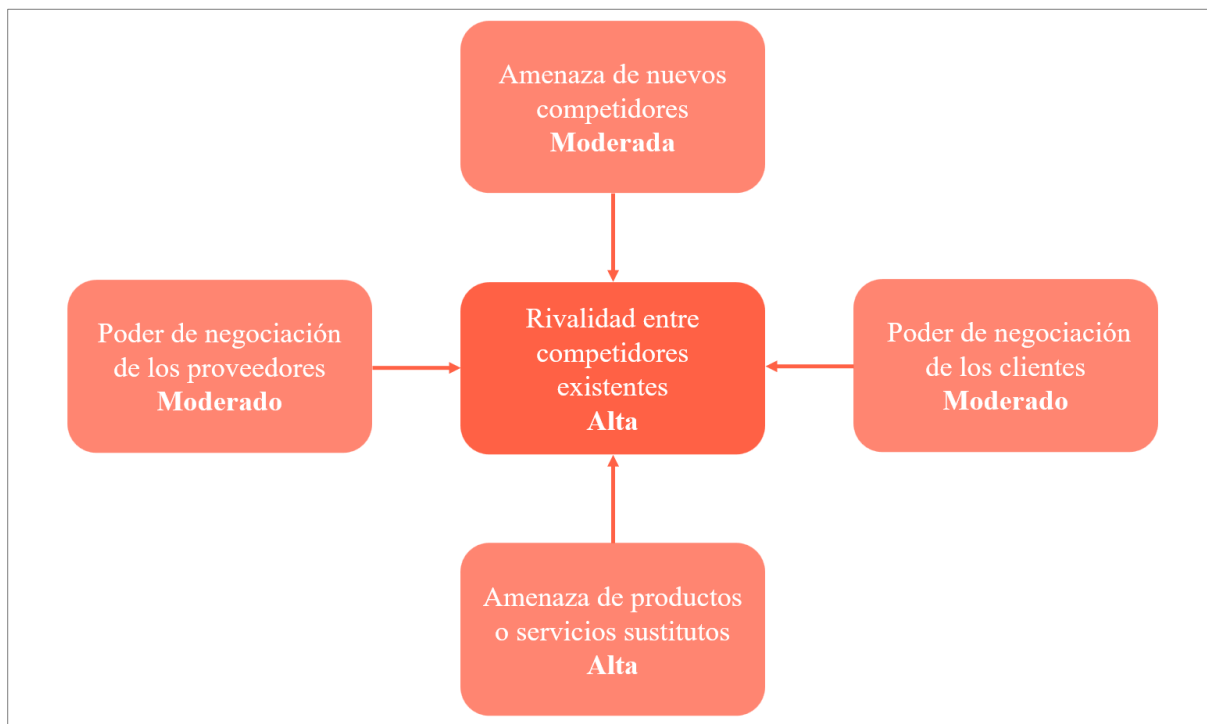 Amenaza de nuevos
competidores
Moderada
Poder de negociación
de los proveedores
Moderado
Rivalidad entre
competidores
existentes
Alta
Poder de negociación
de los clientes
Moderado
Amenaza de productos
o servicios sustitutos
Alta